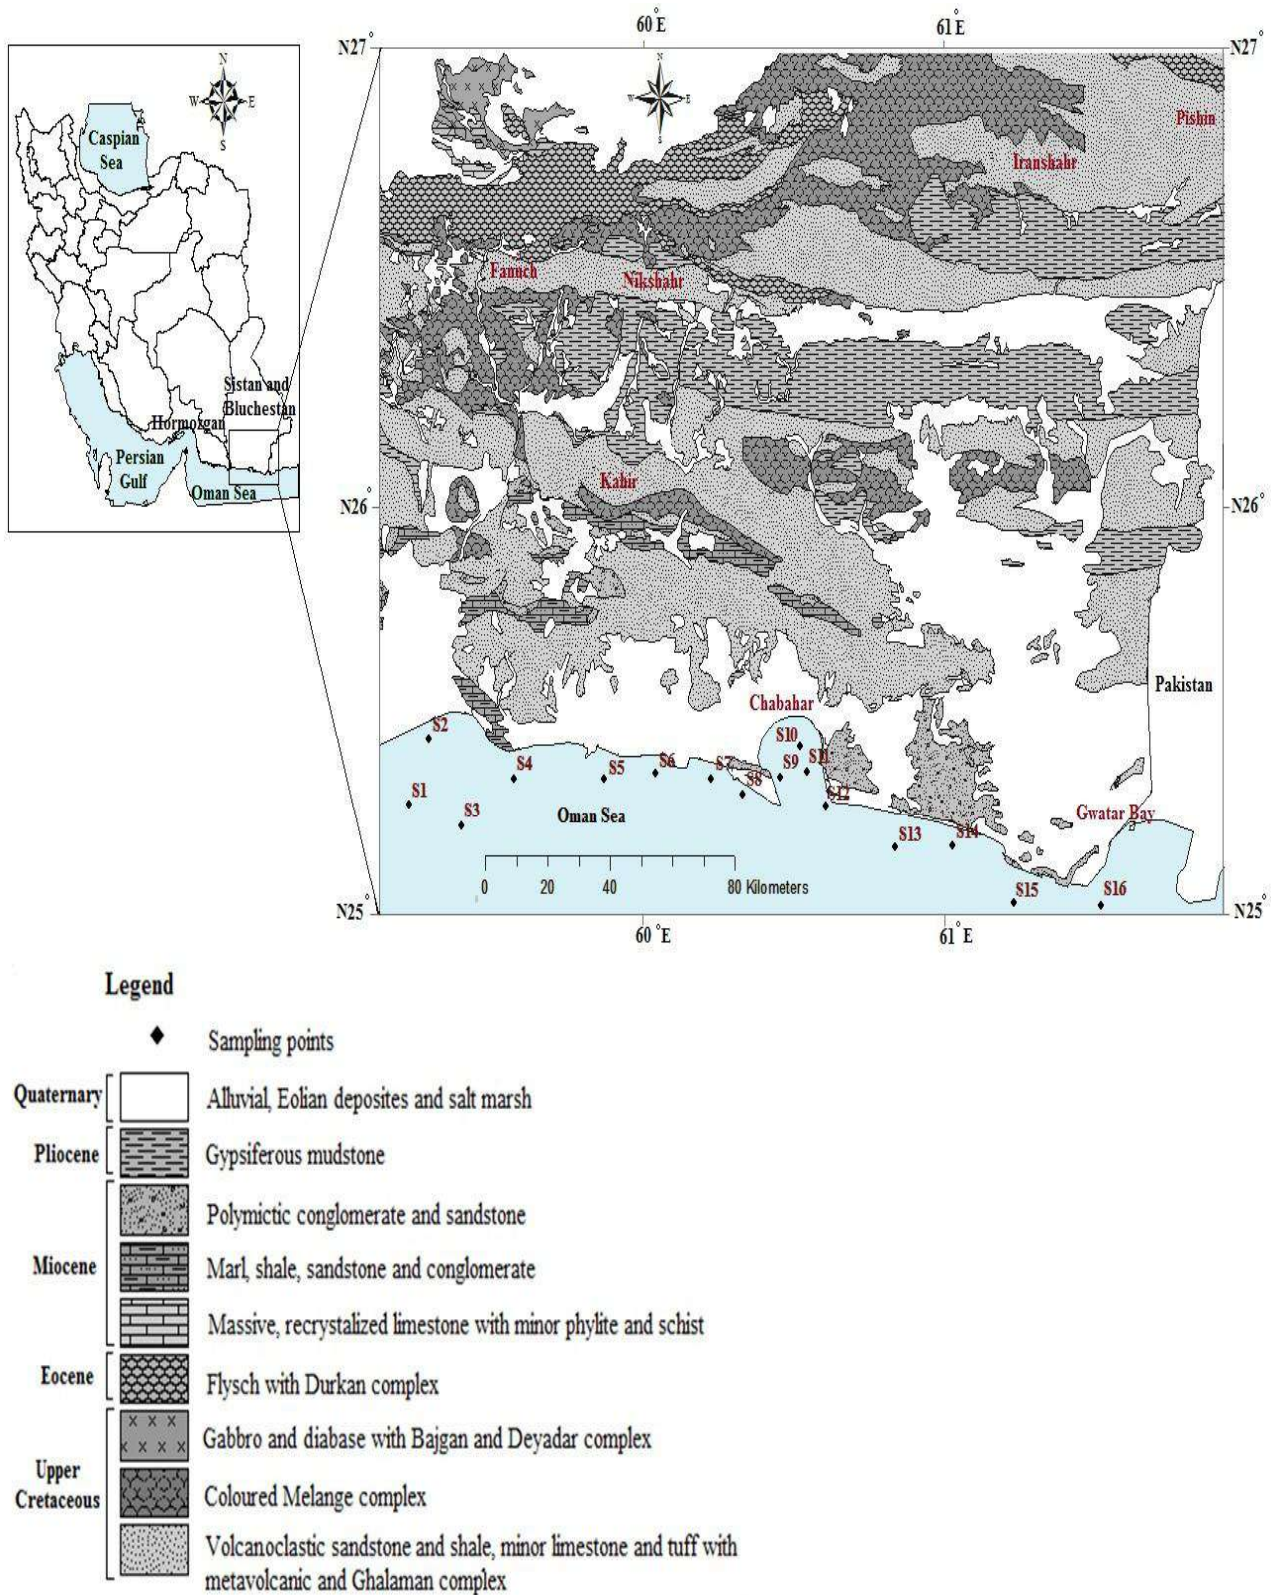 N
W
E
S
Caspian
Sea
Sistan and
Bluchestan
Hormozgan
Persian
Gulf
Oman Sea
60°E
61°E
N27°
N27°
N
W
E
S
Pishin
Iranshahr
Fannch
Nikshahr
Kahir
N26°
N26°
Pakistan
Chabahar
S2
S10
S4
S5
S6
S7
S9
S11
S8
S1
S3
S12
Oman Sea
Gwatar Bay
S13
S14
S15
S16
0
20
40
80 Kilometers
N25°
N25°
60°E
61°E
Legend
Sampling points
Quaternary
Alluvial, Eolian deposites and salt marsh
Pliocene
Gypsiferous mudstone
Polymictic conglomerate and sandstone
Miocene
Marl, shale, sandstone and conglomerate
Massive, recrystalized limestone with minor phylite and schist
Eocene
Flysch with Durkan complex
Gabbro and diabase with Bajgan and Deyadar complex
Upper
Cretaceous
Coloured Melange complex
Volcanoclastic sandstone and shale, minor limestone and tuff with
metavolcanic and Ghalaman complex